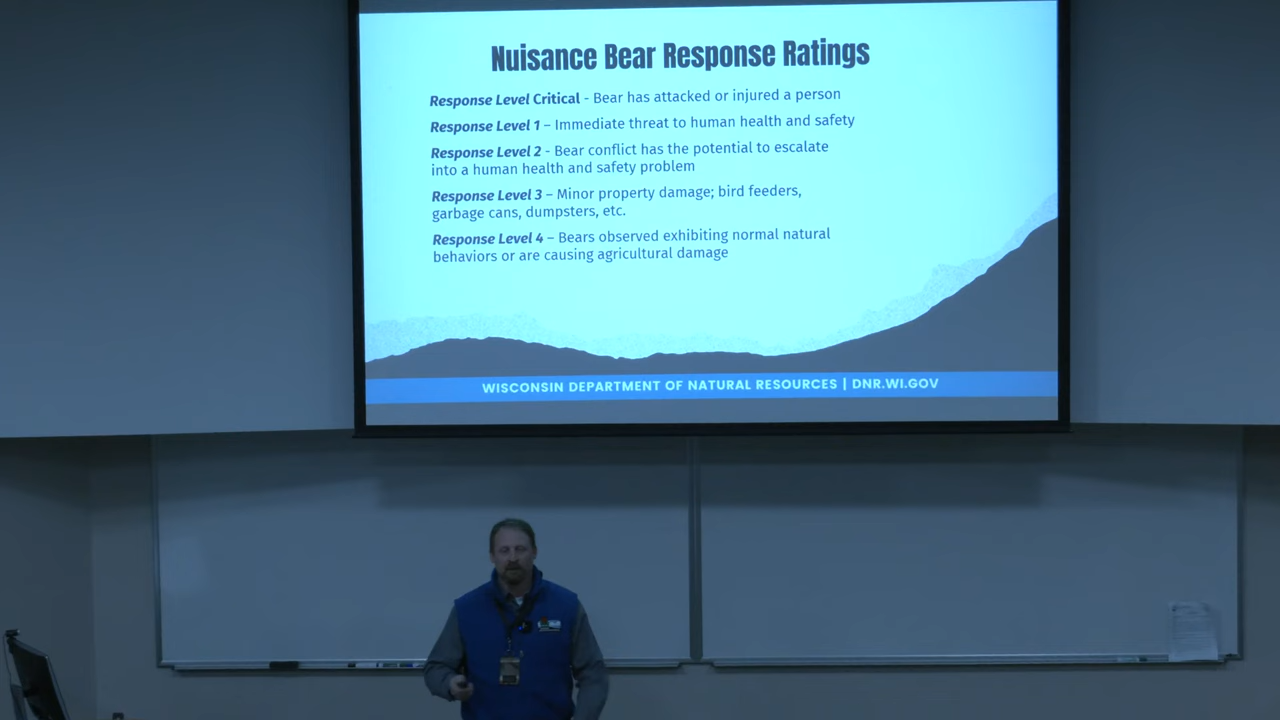 Nuisance Bear Response Ratings
Response Level Critical - Bear has attacked or injured a person
Response Level 1 – Immediate threat to human health and safety
Response Level 2 - Bear conflict has the potential to escalate
into a human health and safety problem
Response Level 3 – Minor property damage; bird feeders,
garbage cans, dumpsters, etc.
Response Level 4 – Bears observed exhibiting normal natural
behaviors or are causing agricultural damage
WISCONSIN DEPARTMENT OF NATURAL RESOURCES | DNR.WI.GOV